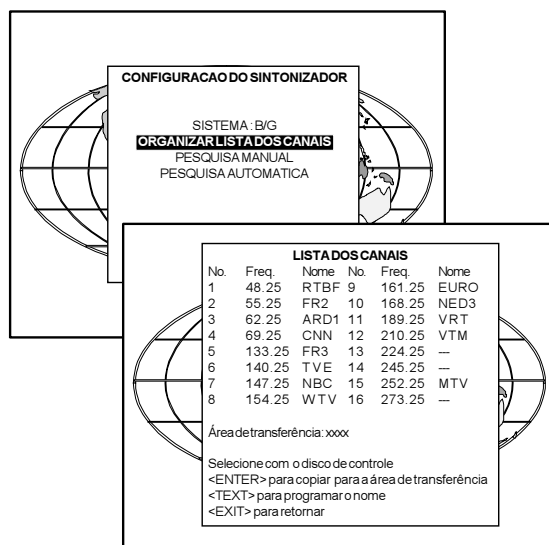 CONFIGURACAO DO SINTONIZADOR
SISTEMA : B/G
ORGANIZAR LISTA DOS CANAIS
PESQUISA MANUAL
PESQUISA AUTOMATICA
LISTA DOS CANAIS
No. Freq. Nome No. Freq. Nome
1 48.25 RTBF 9 161.25 EURO
2 55.25 FR2 10 168.25 NED3
3 62.25 ARD1 11 189.25 VRT
4 69.25 CNN 12 210.25 VTM
5 133.25 FR3 13 224.25 ---
6 140.25 TVE 14 245.25 ---
7 147.25 NBC 15 252.25 MTV
8 154.25 WTV 16 273.25 ---
Área de transferência: xxxx
Selecione com o disco de controle
<ENTER> para copiar para a área de transferência
<TEXT> para programar o nome
<EXIT> para retornar